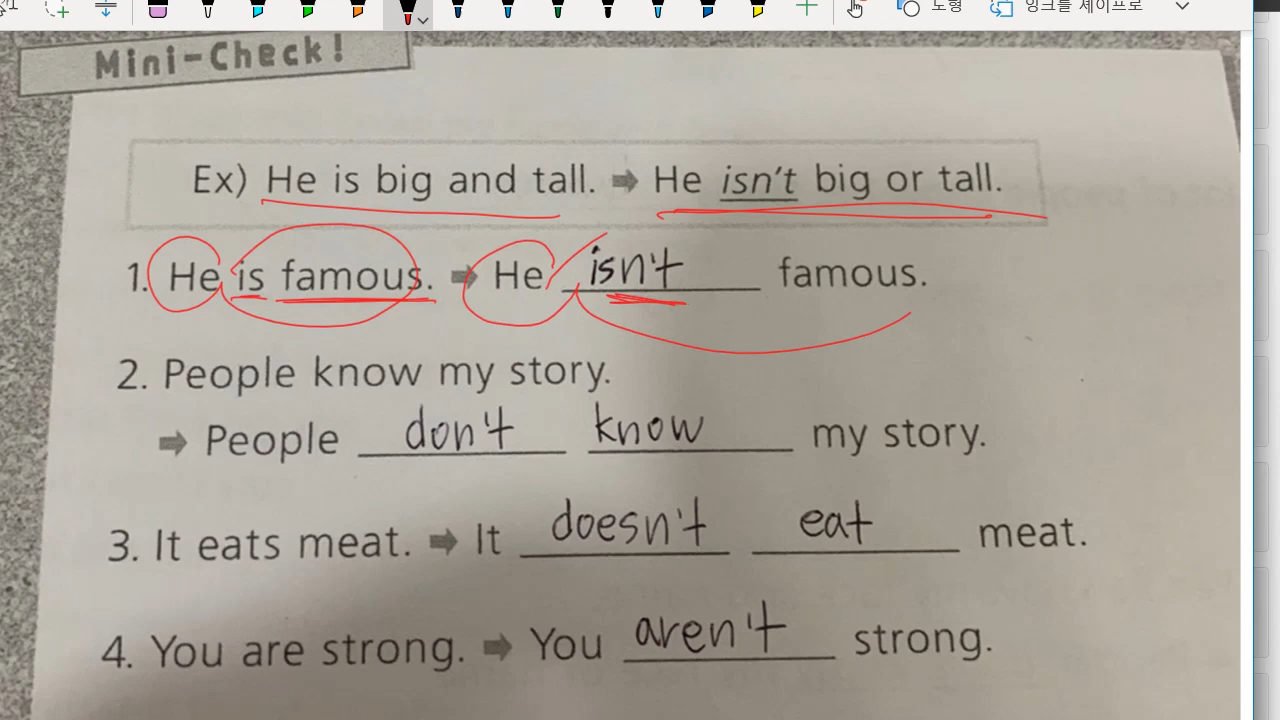 도형
잉크를 셰이프로
Mini-Check!
Ex) He is big and tall. ➡ He isn't big or tall.
1. He is famous. ➡ He isn't famous.
2. People know my story.
➡ People don't know my story.
3. It eats meat. ➡ It doesn't eat meat.
4. You are strong. ➡ You aren't strong.